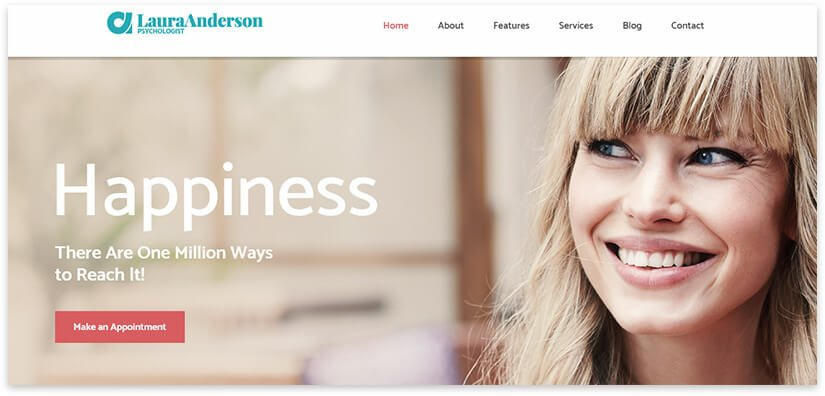 LauraAnderson
PSYCHOLOGIST
Home About Features Services Blog Contact
Happiness
There Are One Million Ways
to Reach It!
Make an Appointment